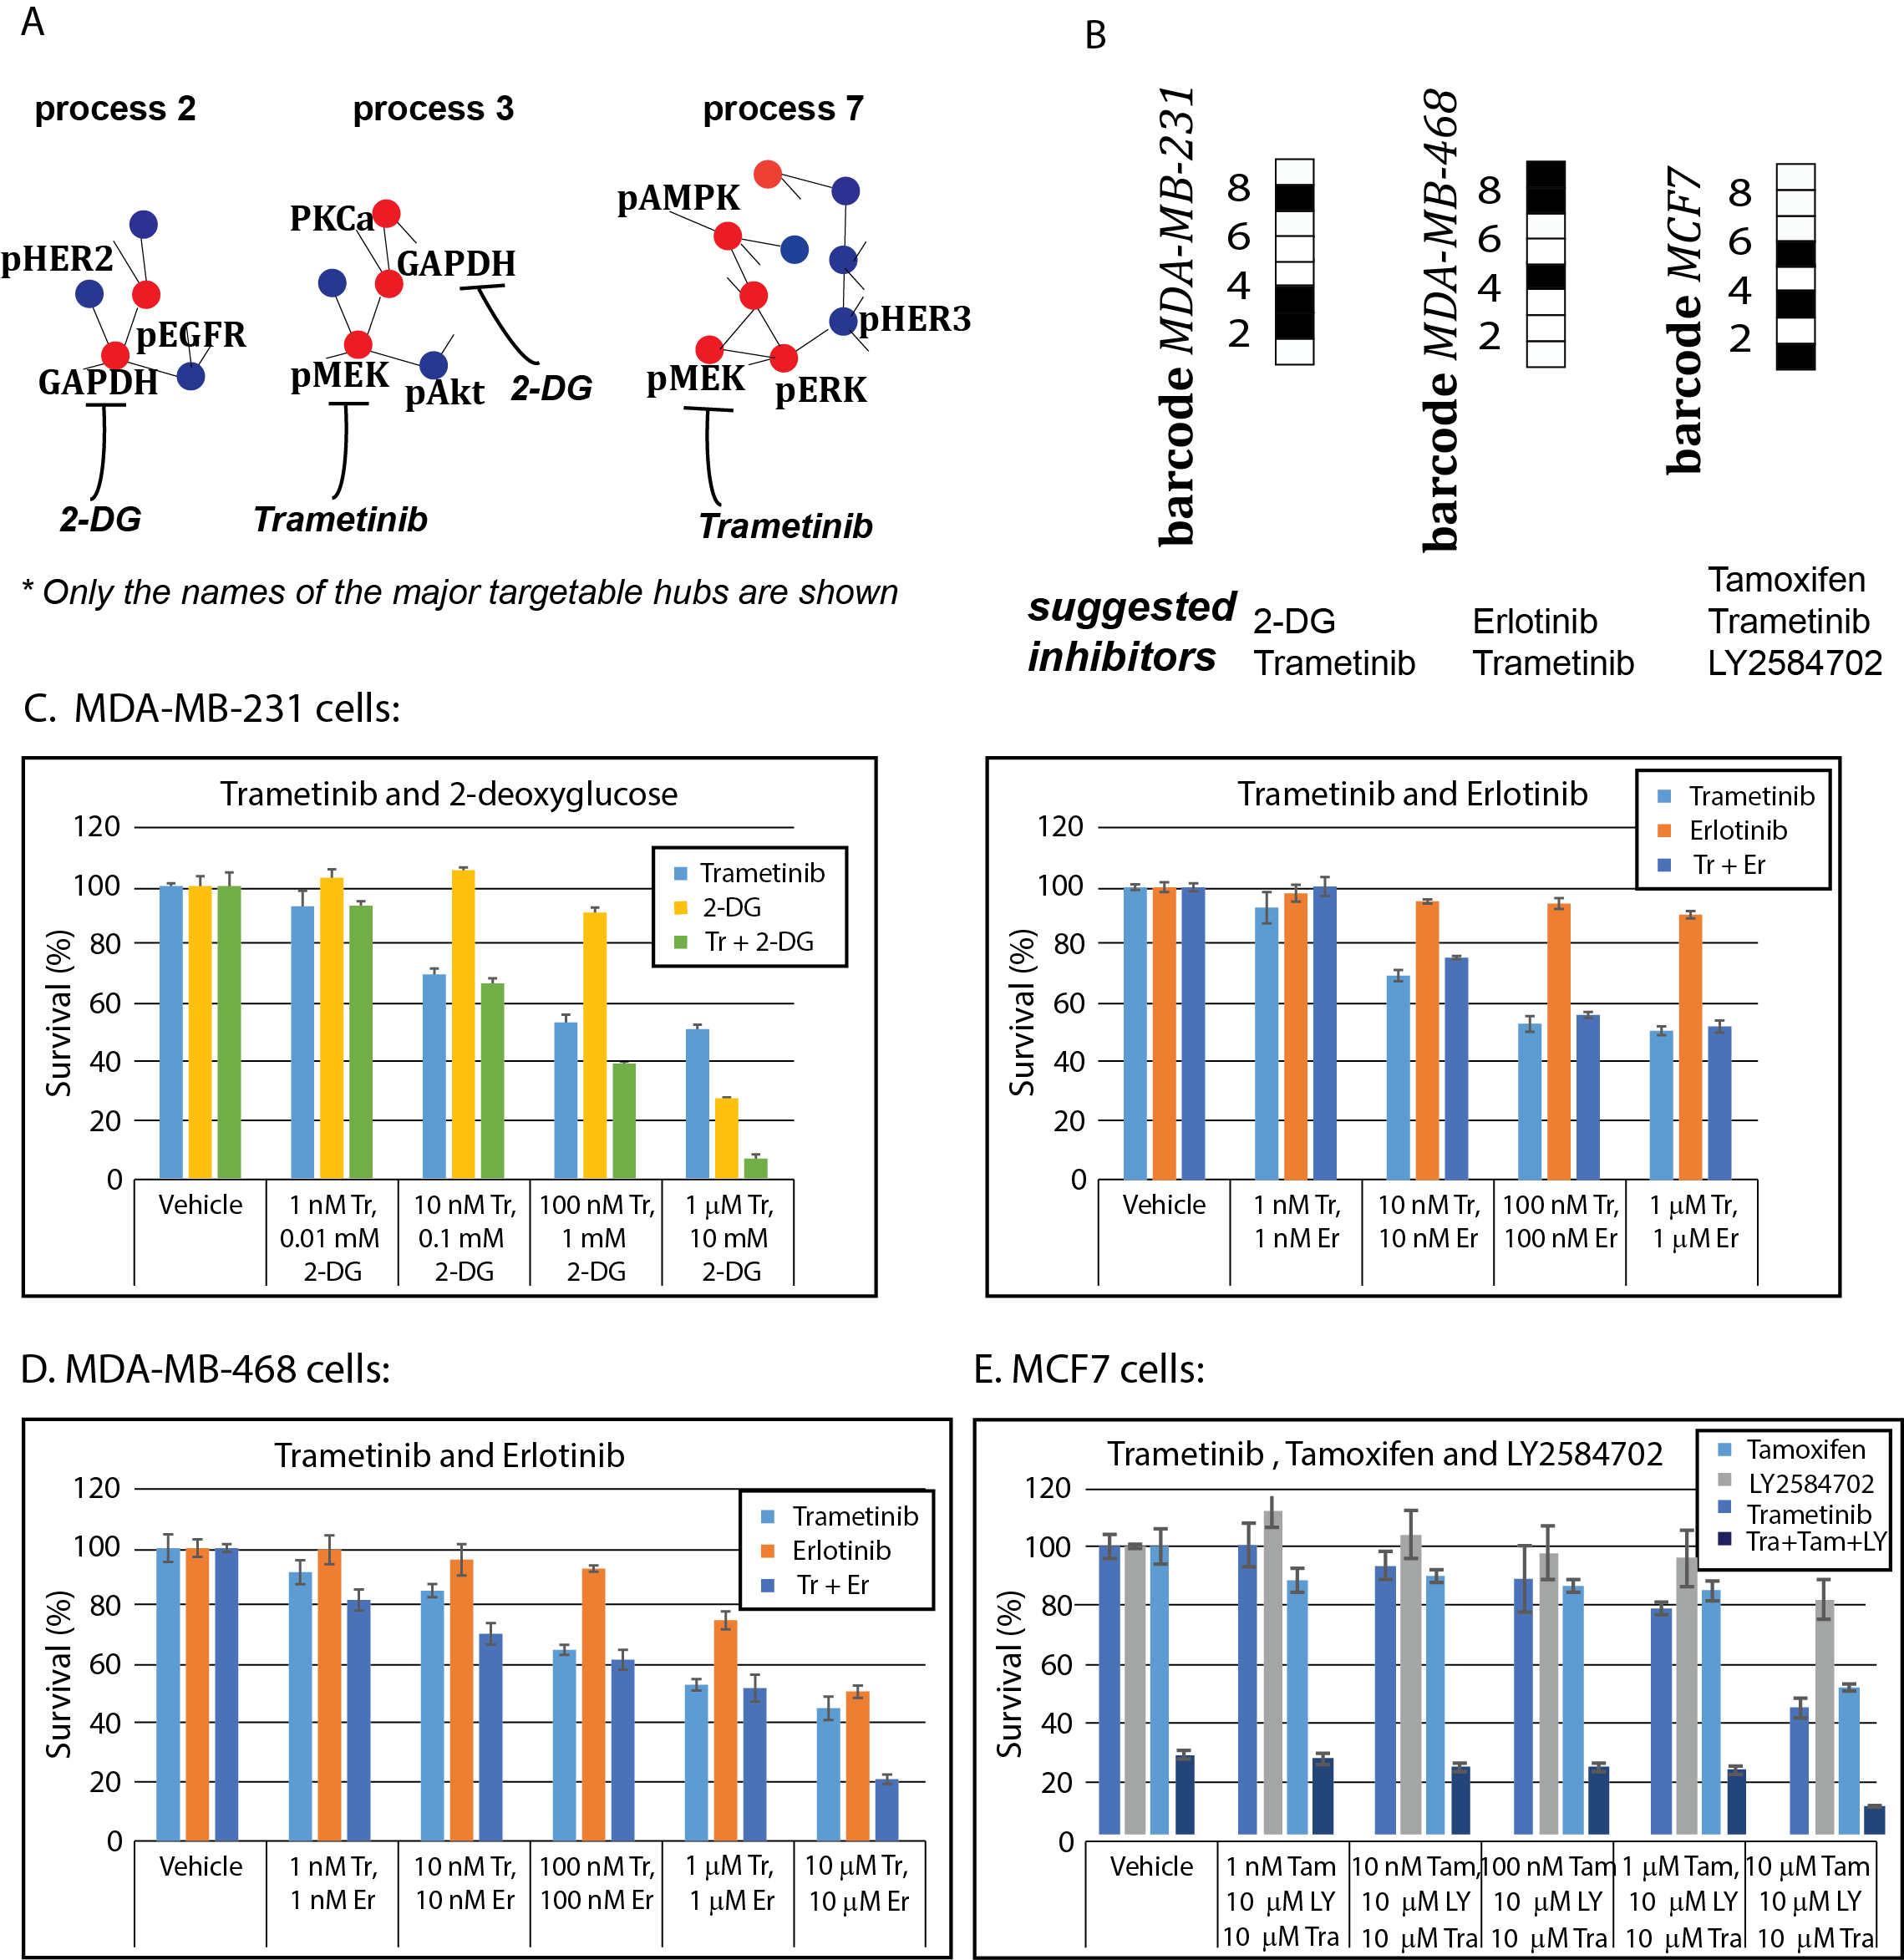 A
process 2
process 3
process 7
pHER2
pEGFR
GAPDH
2-DG
PKCa
GAPDH
pMEK
pAkt
2-DG
Trametinib
pAMPK
pHER3
pMEK
pERK
Trametinib
* Only the names of the major targetable hubs are shown
B
barcode MDA-MB-231
8
6
4
2
barcode MDA-MB-468
8
6
4
2
barcode MCF7
8
6
4
2
suggested
inhibitors
2-DG
Trametinib
Erlotinib
Trametinib
Tamoxifen
Trametinib
LY2584702
C. MDA-MB-231 cells:
Trametinib and 2-deoxyglucose
Trametinib
2-DG
Tr + 2-DG
Survival (%)
120
100
80
60
40
20
0
Vehicle
1 nM Tr,
0.01 mM
2-DG
10 nM Tr,
0.1 mM
2-DG
100 nM Tr,
1 mM
2-DG
1 μM Tr,
10 mM
2-DG
Trametinib and Erlotinib
Trametinib
Erlotinib
Tr + Er
Survival (%)
120
100
80
60
40
20
0
Vehicle
1 nM Tr,
1 nM Er
10 nM Tr,
10 nM Er
100 nM Tr,
100 nM Er
1 μM Tr,
1 μM Er
D. MDA-MB-468 cells:
Trametinib and Erlotinib
Trametinib
Erlotinib
Tr + Er
Survival (%)
120
100
80
60
40
20
0
Vehicle
1 nM Tr,
1 nM Er
10 nM Tr,
10 nM Er
100 nM Tr,
100 nM Er
1 μM Tr,
1 μM Er
10 μM Tr,
10 μM Er
E. MCF7 cells:
Trametinib , Tamoxifen and LY2584702
Tamoxifen
LY2584702
Trametinib
Tra+Tam+LY
Survival (%)
120
100
80
60
40
20
0
Vehicle
1 nM Tam
10 μM LY
10 μM Tra
10 nM Tam,
10 μM LY
10 μM Tra
100 nM Tam
10 μM LY
10 μM Tra
1 μM Tam,
10 μM LY
10 μM Tra
10 μM Tam
10 μM LY
10 μM Tra